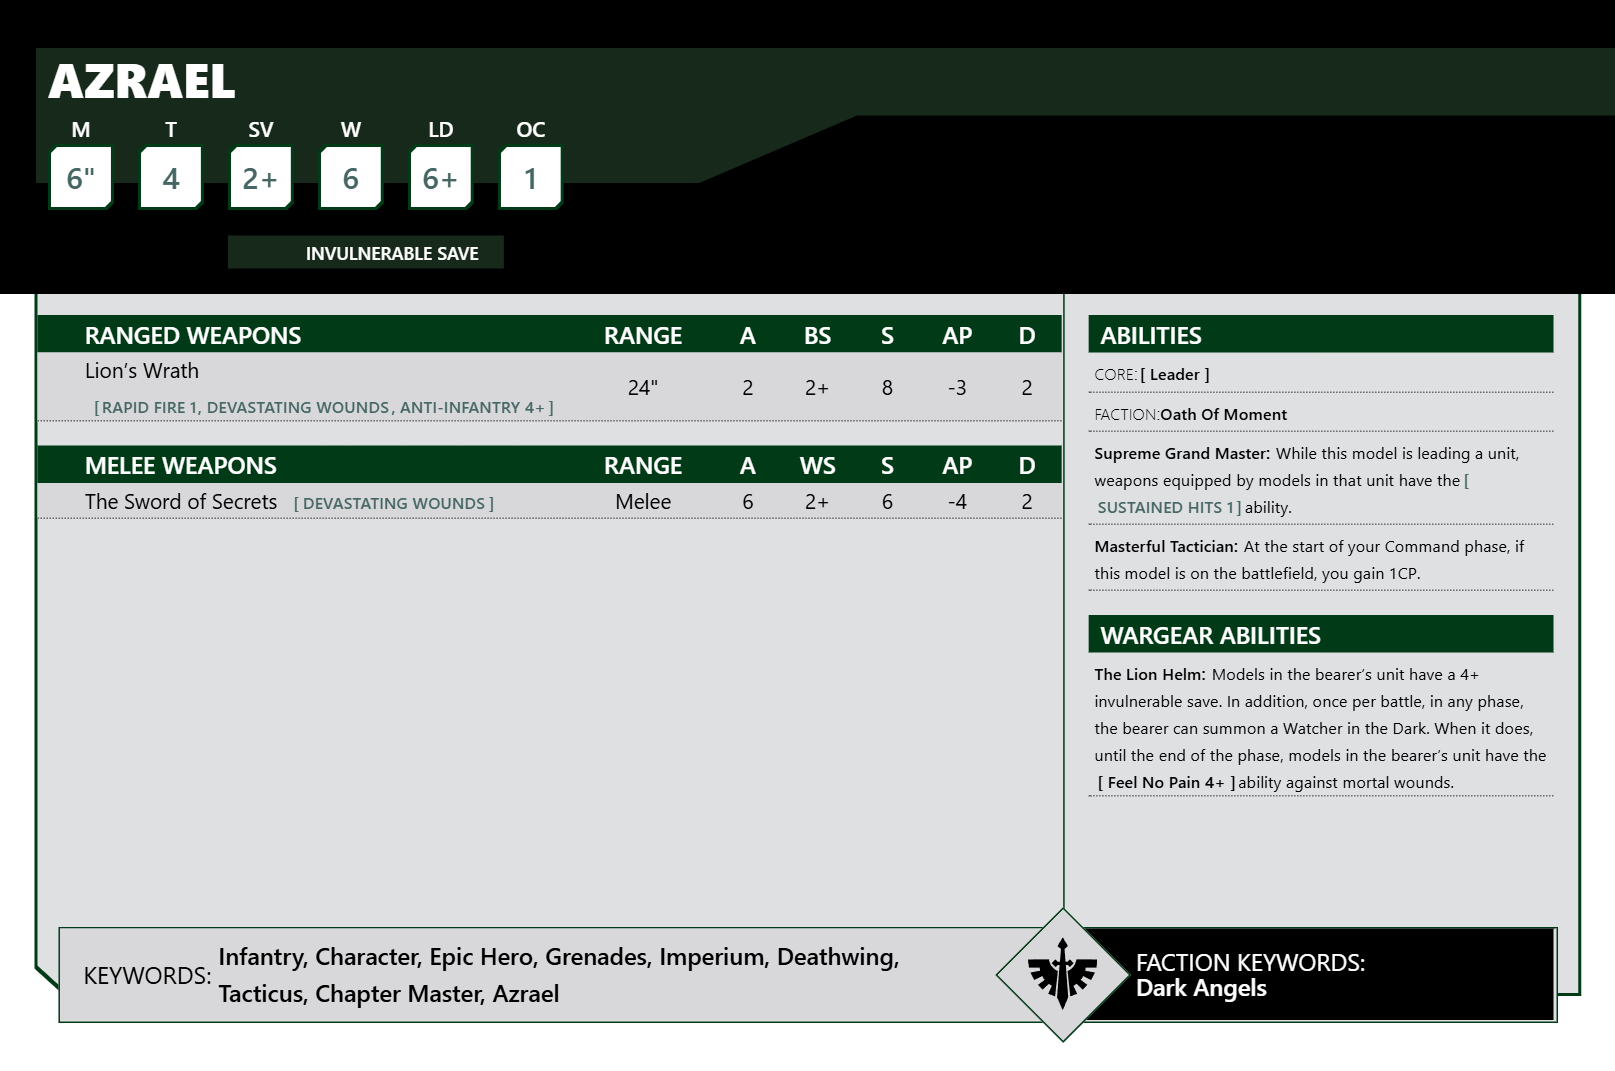 AZRAEL
M T SV W LD OC
6" 4 2+ 6 6+ 1
INVULNERABLE SAVE
RANGED WEAPONS RANGE A BS S AP D
Lion's Wrath
[ RAPID FIRE 1, DEVASTATING WOUNDS, ANTI-INFANTRY 4+ ] 24" 2 2+ 8 -3 2
MELEE WEAPONS RANGE A WS S AP D
The Sword of Secrets [ DEVASTATING WOUNDS ] Melee 6 2+ 6 -4 2
ABILITIES
CORE: [ Leader ]
FACTION: Oath Of Moment
Supreme Grand Master: While this model is leading a unit,
weapons equipped by models in that unit have the [
SUSTAINED HITS 1 ] ability.
Masterful Tactician: At the start of your Command phase, if
this model is on the battlefield, you gain 1CP.
WARGEAR ABILITIES
The Lion Helm: Models in the bearer's unit have a 4+
invulnerable save. In addition, once per battle, in any phase,
the bearer can summon a Watcher in the Dark. When it does,
until the end of the phase, models in the bearer's unit have the
[ Feel No Pain 4+ ] ability against mortal wounds.
KEYWORDS: Infantry, Character, Epic Hero, Grenades, Imperium, Deathwing,
Tacticus, Chapter Master, Azrael
FACTION KEYWORDS:
Dark Angels